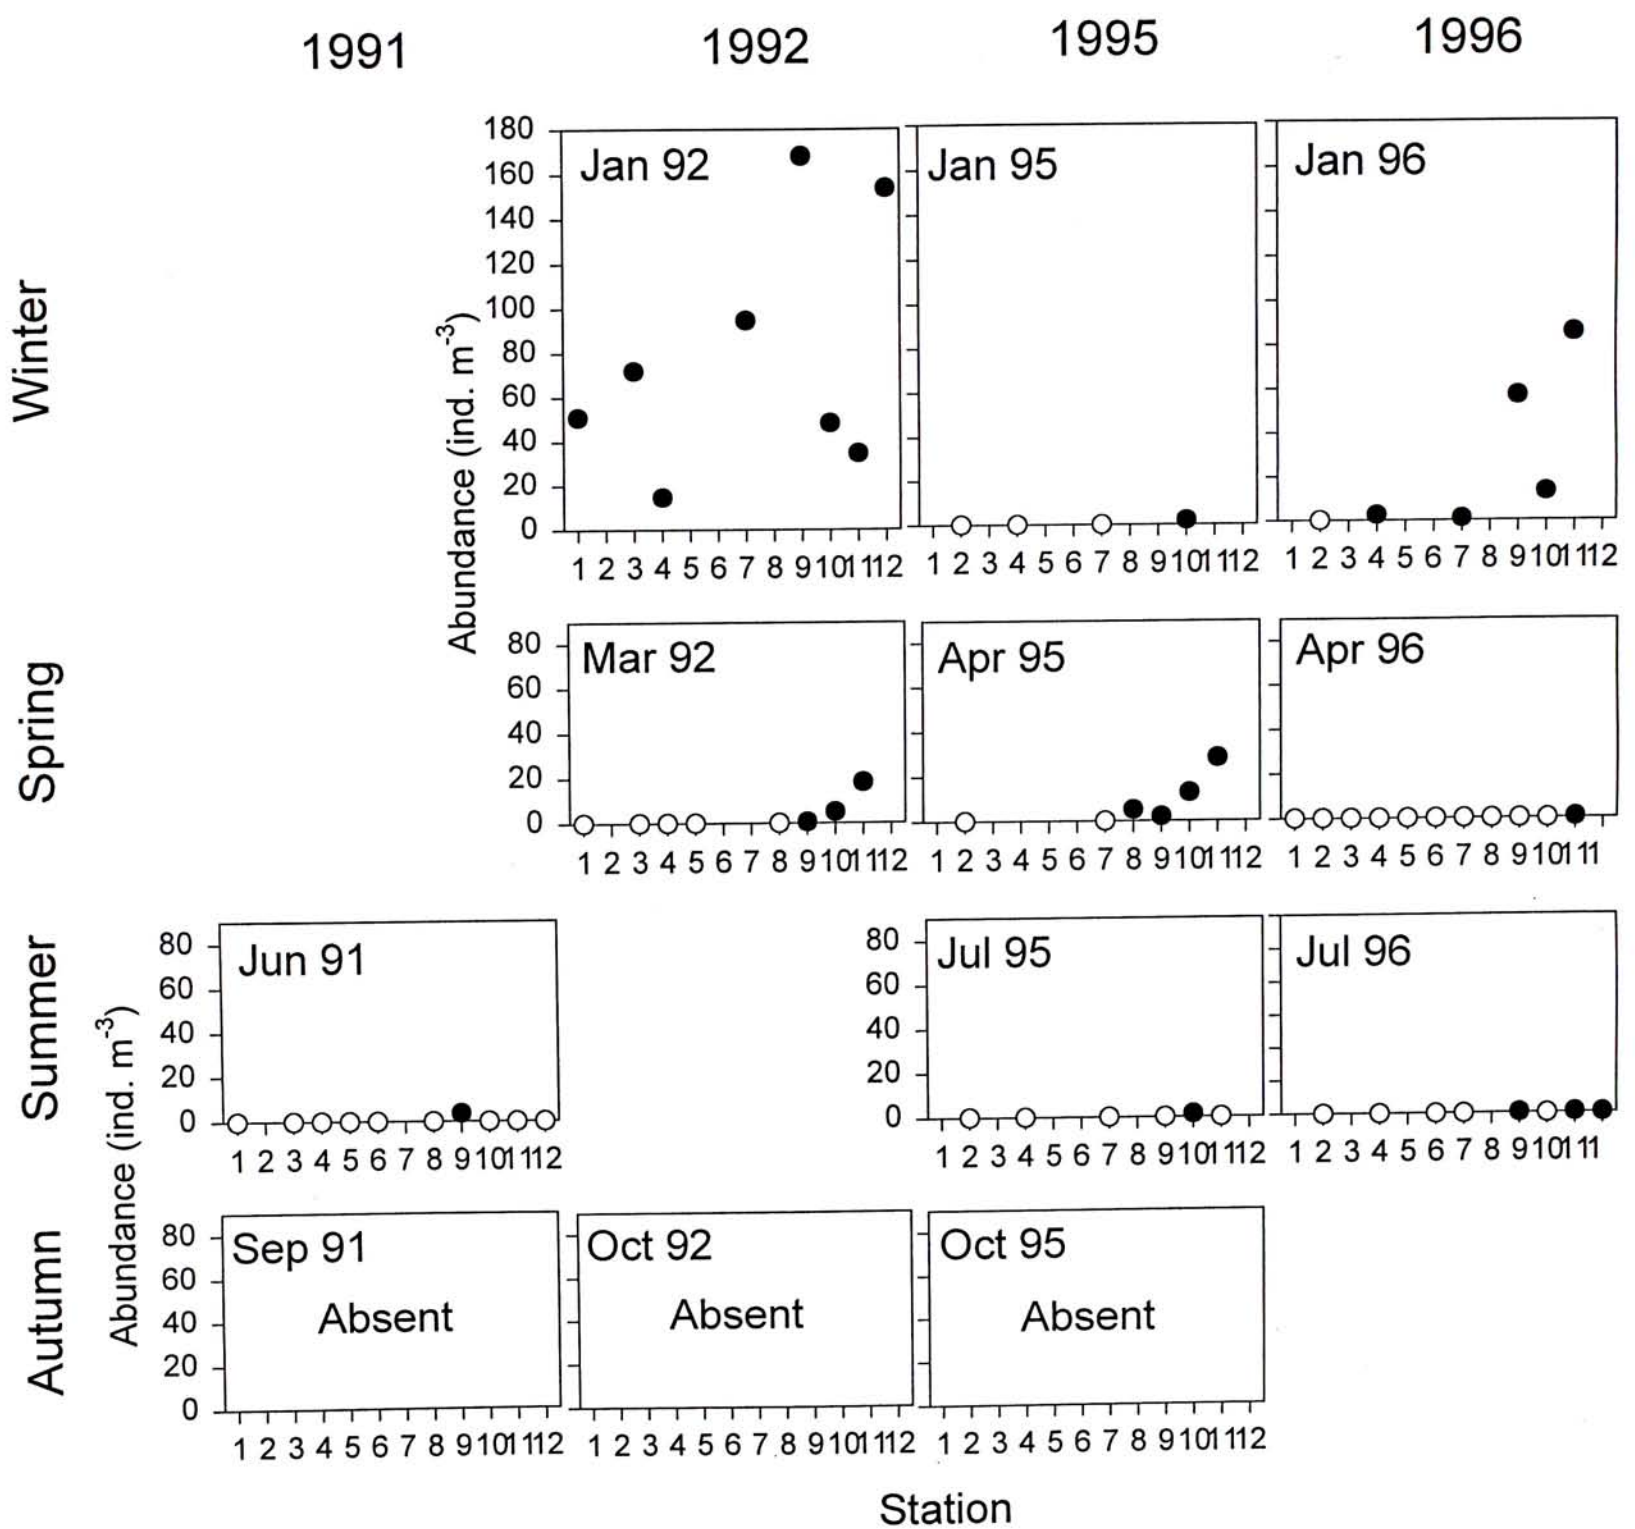 1991 1992 1995 1996
Winter
Abundance (ind. m-3)
180
160
140
120
100
80
60
40
20
0
Jan 92
1 2 3 4 5 6 7 8 9 10 11 12
Jan 95
1 2 3 4 5 6 7 8 9 10 11 12
Jan 96
1 2 3 4 5 6 7 8 9 10 11 12
Spring
80
60
40
20
0
Mar 92
1 2 3 4 5 6 7 8 9 10 11 12
Apr 95
1 2 3 4 5 6 7 8 9 10 11 12
Apr 96
1 2 3 4 5 6 7 8 9 10 11
Summer
Abundance (ind. m-3)
80
60
40
20
0
Jun 91
1 2 3 4 5 6 7 8 9 10 11 12
80
60
40
20
0
Jul 95
1 2 3 4 5 6 7 8 9 10 11 12
Jul 96
1 2 3 4 5 6 7 8 9 10 11
Autumn
80
60
40
20
0
Sep 91
Absent
1 2 3 4 5 6 7 8 9 10 11 12
Oct 92
Absent
1 2 3 4 5 6 7 8 9 10 11 12
Oct 95
Absent
1 2 3 4 5 6 7 8 9 10 11 12
Station